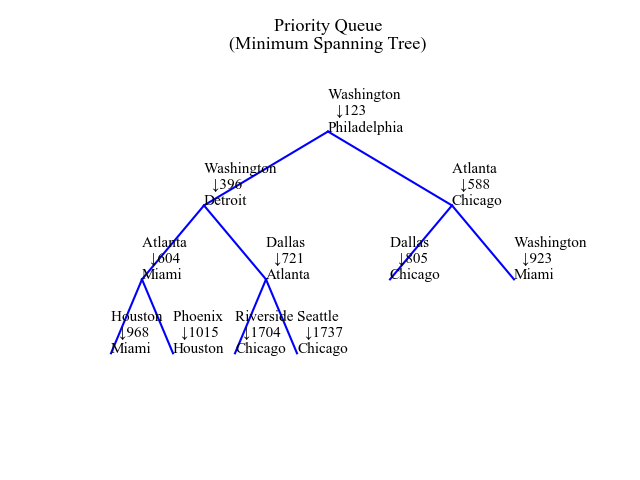 Priority Queue
(Minimum Spanning Tree)
Washington
↓123
Philadelphia
Washington
↓396
Detroit
Atlanta
↓588
Chicago
Atlanta
↓604
Miami
Dallas
↓721
Atlanta
Dallas
↓805
Chicago
Washington
↓923
Miami
Houston
↓968
Miami
Phoenix
↓1015
Houston
Riverside
↓1704
Chicago
Seattle
↓1737
Chicago